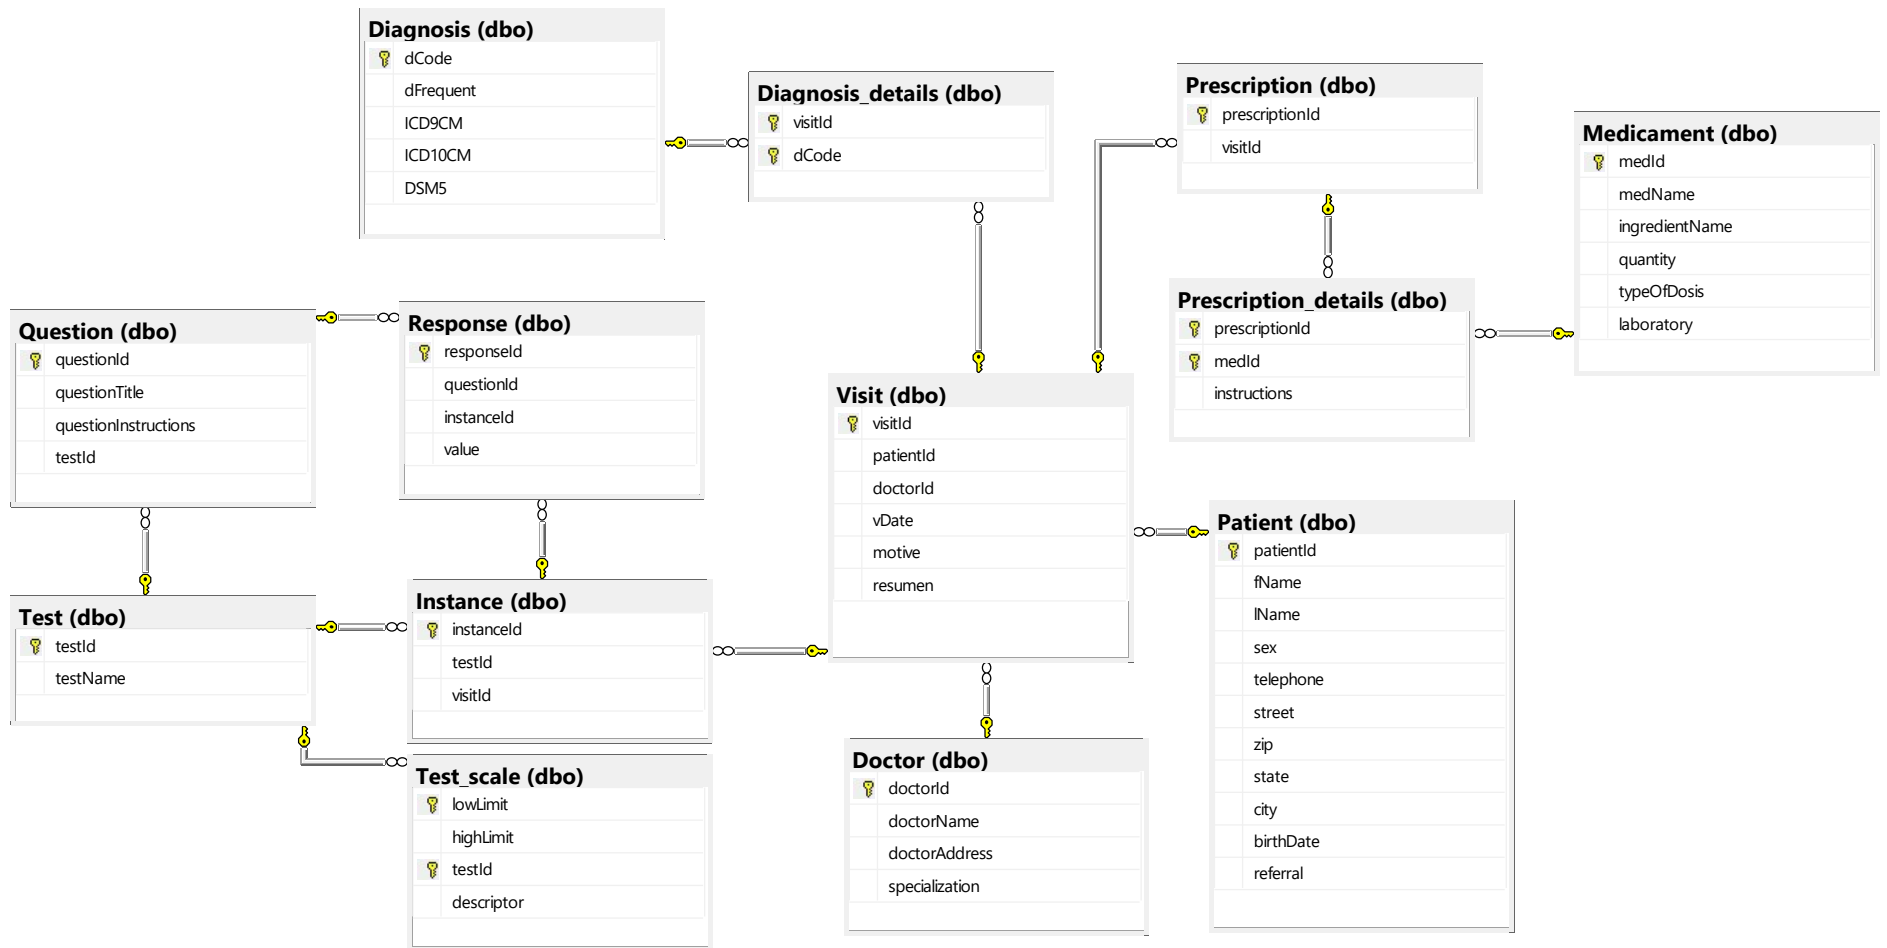 Diagnosis (dbo)
dCode
dFrequent
ICD9CM
ICD10CM
DSM5
Diagnosis_details (dbo)
visitId
dCode
Prescription (dbo)
prescriptionId
visitId
Medicament (dbo)
medId
medName
ingredientName
quantity
typeOfDosis
laboratory
Question (dbo)
questionId
questionTitle
questionInstructions
testId
Response (dbo)
responseId
questionId
instanceId
value
Prescription_details (dbo)
prescriptionId
medId
instructions
Visit (dbo)
visitId
patientId
doctorId
vDate
motive
resumen
Patient (dbo)
patientId
fName
lName
sex
telephone
street
zip
state
city
birthDate
referral
Test (dbo)
testId
testName
Instance (dbo)
instanceId
testId
visitId
Test_scale (dbo)
lowLimit
highLimit
testId
descriptor
Doctor (dbo)
doctorId
doctorName
doctorAddress
specialization